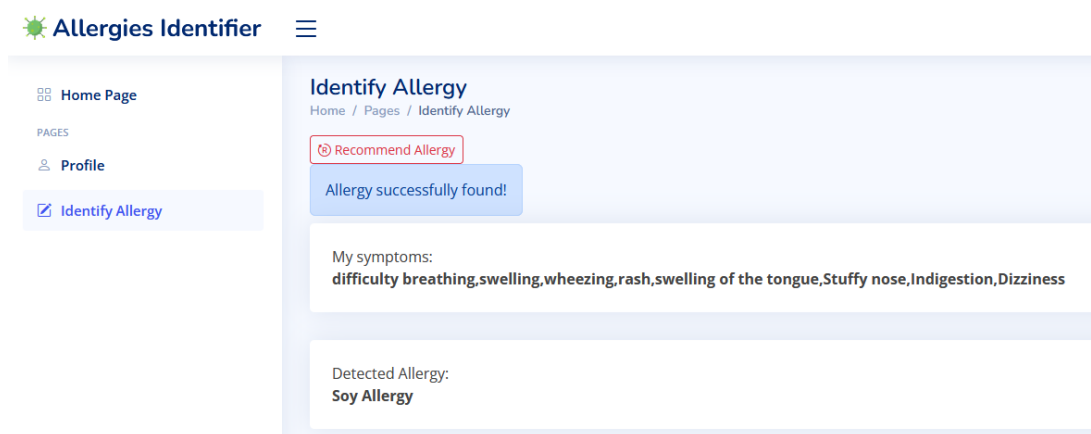 Allergies Identifier
Home Page
PAGES
Profile
Identify Allergy
Identify Allergy
Home / Pages / Identify Allergy
Recommend Allergy
Allergy successfully found!
My symptoms:
difficulty breathing,swelling,wheezing,rash,swelling of the tongue,Stuffy nose,Indigestion,Dizziness
Detected Allergy:
Soy Allergy